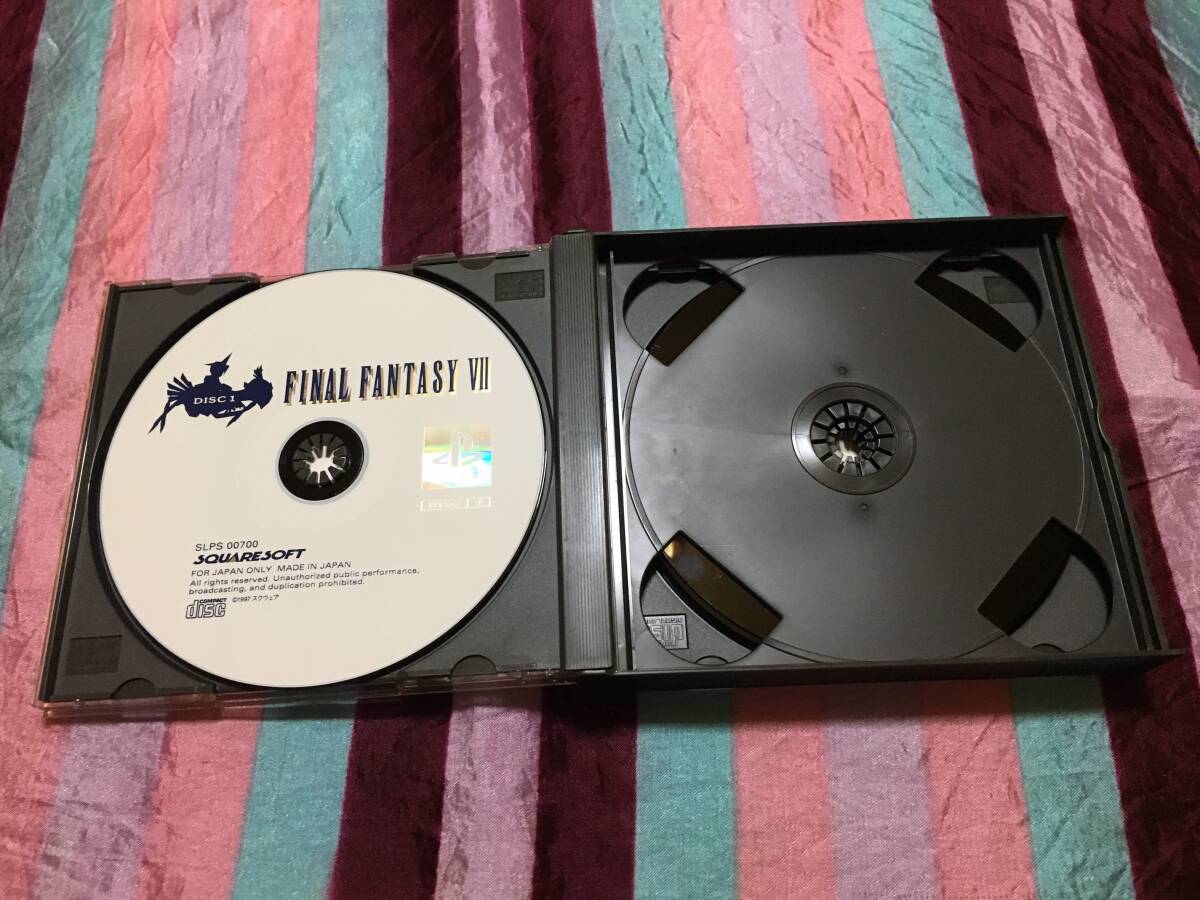 DISC 1
FINAL FANTASY VII
SLPS 00700
SQUARESOFT
FOR JAPAN ONLY MADE IN JAPAN
All rights reserved. Unauthorized public performance,
broadcasting, and duplication prohibited.
COMPACT
disc
©1997 スクウェア